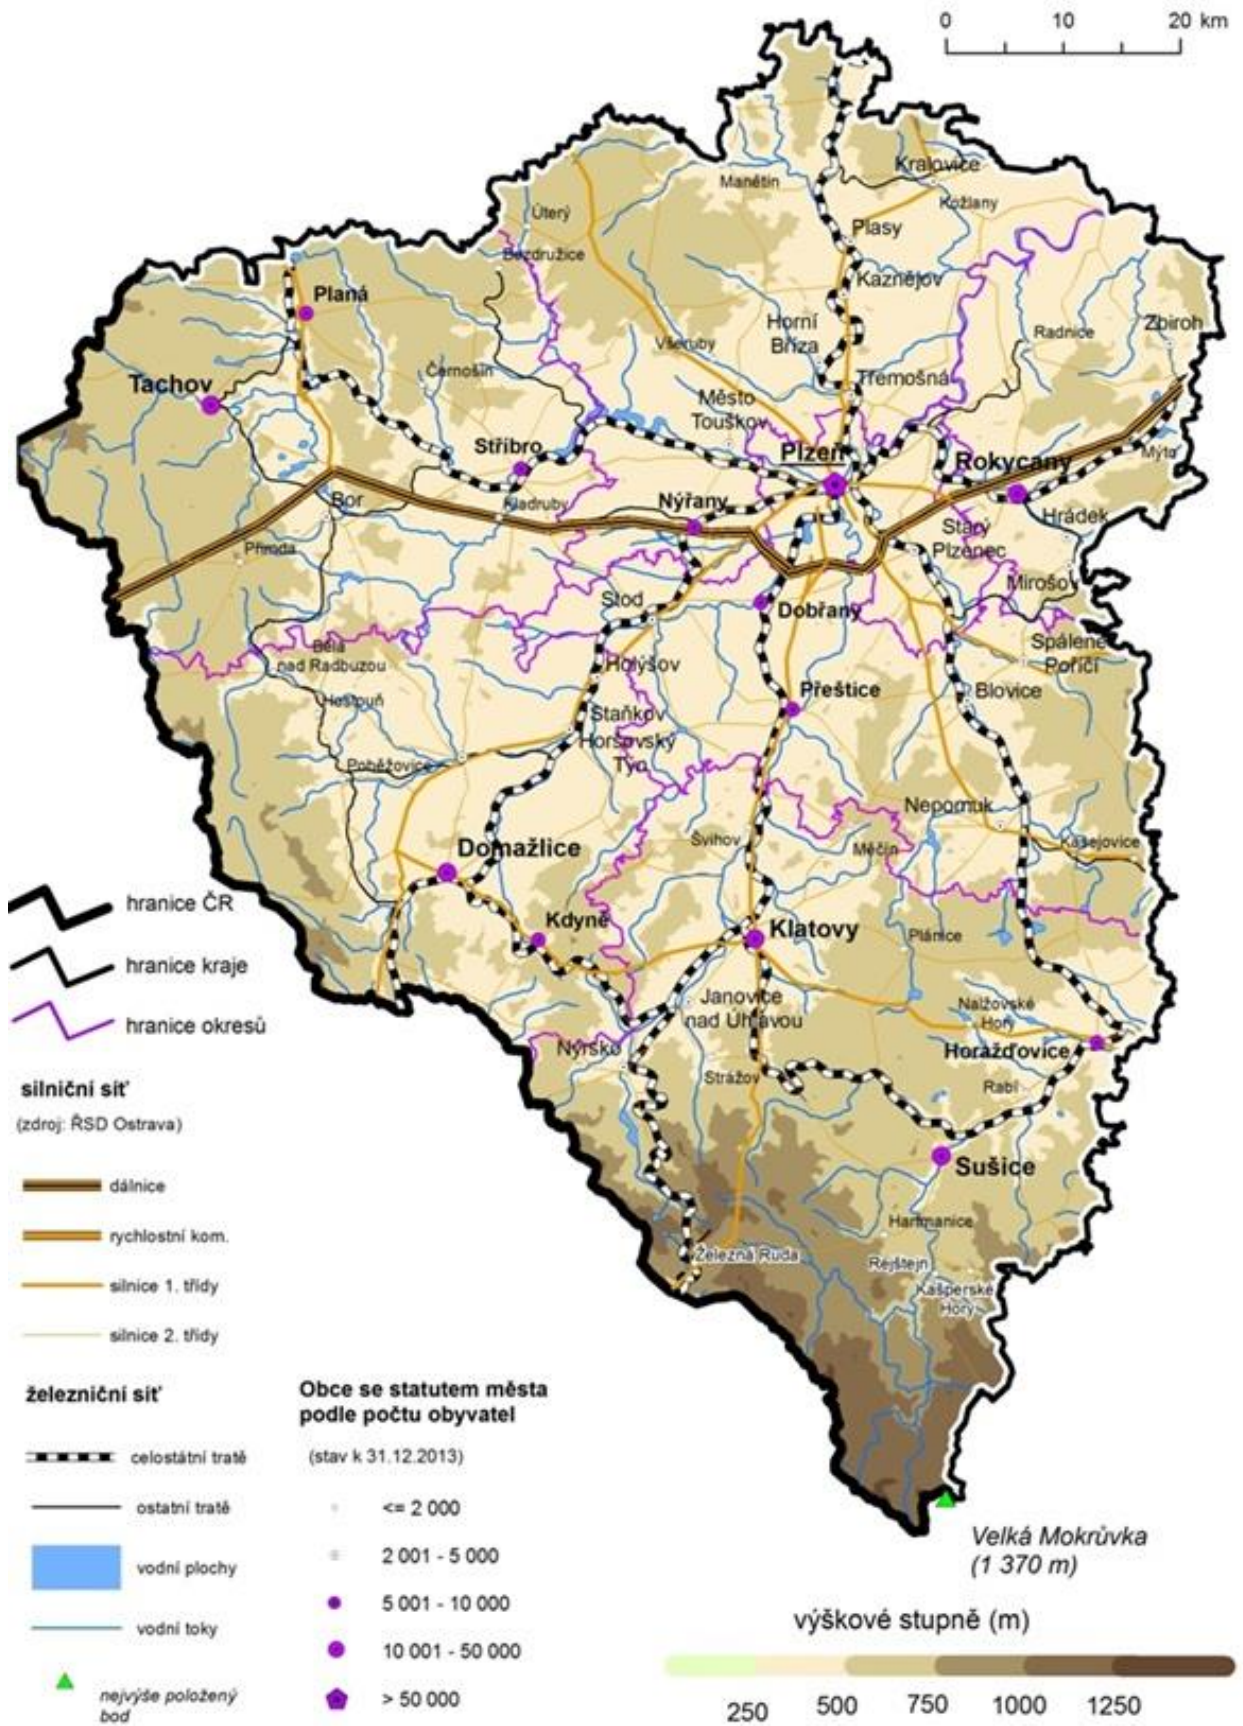 0 10 20 km
Kralovice
Manětín
Kožlany
Úterý
Plasy
Bezdružice
Kaznějov
Planá
Horní
Bříza
Zbiroh
Radnice
Všeruby
Černošín
Třemošná
Tachov
Město
Touškov
Stříbro
Plzeň
Rokycany
Mýto
Bor
Kladruby
Nýřany
Hrádek
Starý
Plzenec
Přimda
Mirošov
Stod
Dobřany
Spálené
Poříčí
Bělá
nad Radbuzou
Holýšov
Blovice
Hostouň
Přeštice
Staňkov
Horšovský
Týn
Poběžovice
Nepomuk
Švihov
Měčín
Kasejovice
Domažlice
hranice ČR
Kdyně
Klatovy
Plánice
hranice kraje
Janovice
nad Úhlavou
Nalžovské
Hory
hranice okresů
Nýrsko
Horažďovice
Strážov
Rabí
silniční síť
(zdroj: ŘSD Ostrava)
Sušice
dálnice
Hartmanice
rychlostní kom.
Železná Ruda
Rejštejn
Kašperské
Hory
silnice 1. třídy
silnice 2. třídy
železniční síť
celostátní tratě
ostatní tratě
vodní plochy
vodní toky
nejvýše položený
bod
Obce se statutem města
podle počtu obyvatel
(stav k 31.12.2013)
<= 2 000
2 001 - 5 000
5 001 - 10 000
10 001 - 50 000
> 50 000
Velká Mokrůvka
(1 370 m)
výškové stupně (m)
250 500 750 1000 1250